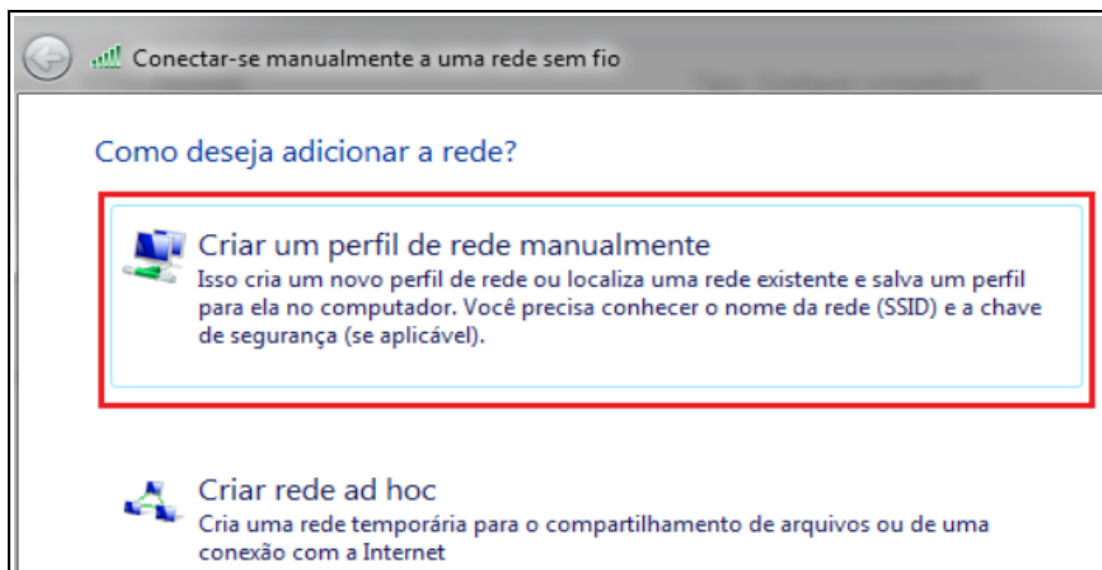 Conectar-se manualmente a uma rede sem fio
Como deseja adicionar a rede?
Criar um perfil de rede manualmente
Isso cria um novo perfil de rede ou localiza uma rede existente e salva um perfil
para ela no computador. Você precisa conhecer o nome da rede (SSID) e a chave
de segurança (se aplicável).
Criar rede ad hoc
Cria uma rede temporária para o compartilhamento de arquivos ou de uma
conexão com a Internet